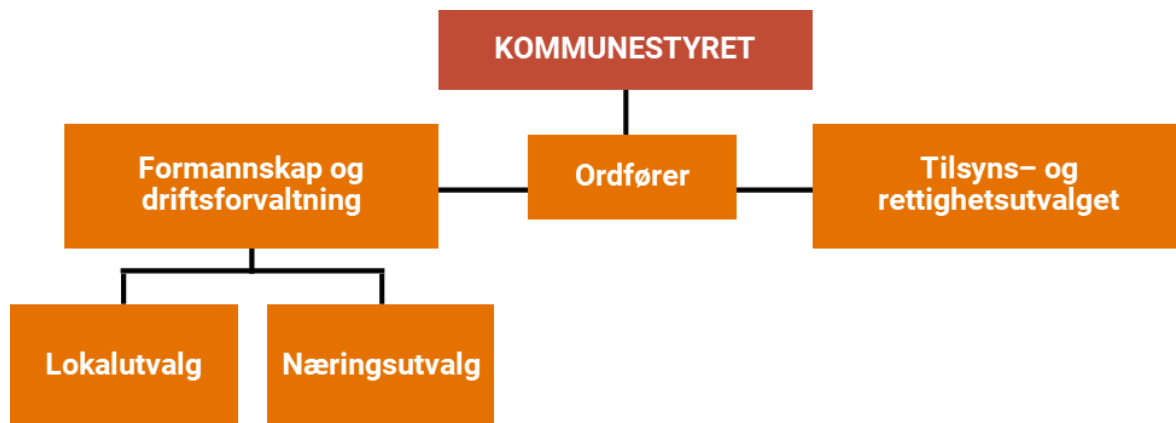 KOMMUNESTYRET
Formannskap og
driftsforvaltning
Ordfører
Tilsyns– og
rettighetsutvalget
Lokalutvalg
Næringsutvalg